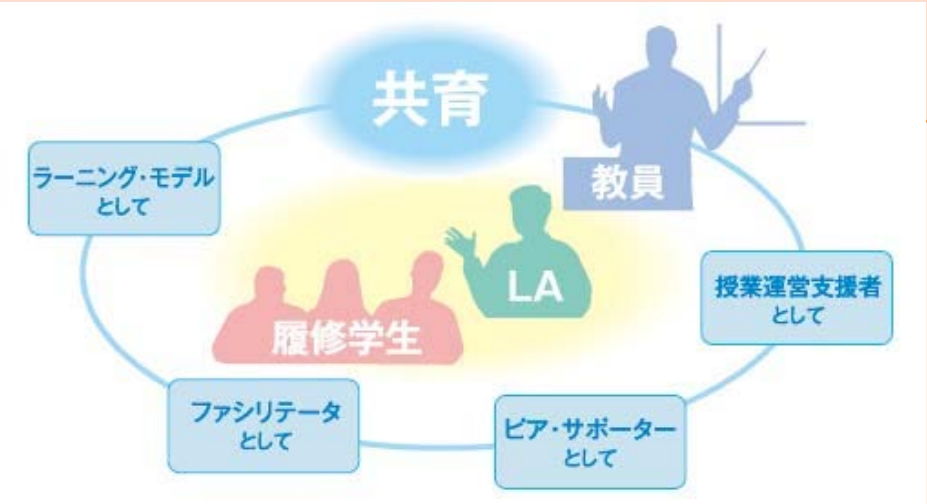 共育
教員
ラーニング・モデル
として
LA
授業運営支援者
として
履修学生
ファシリテータ
として
ピア・サポーター
として